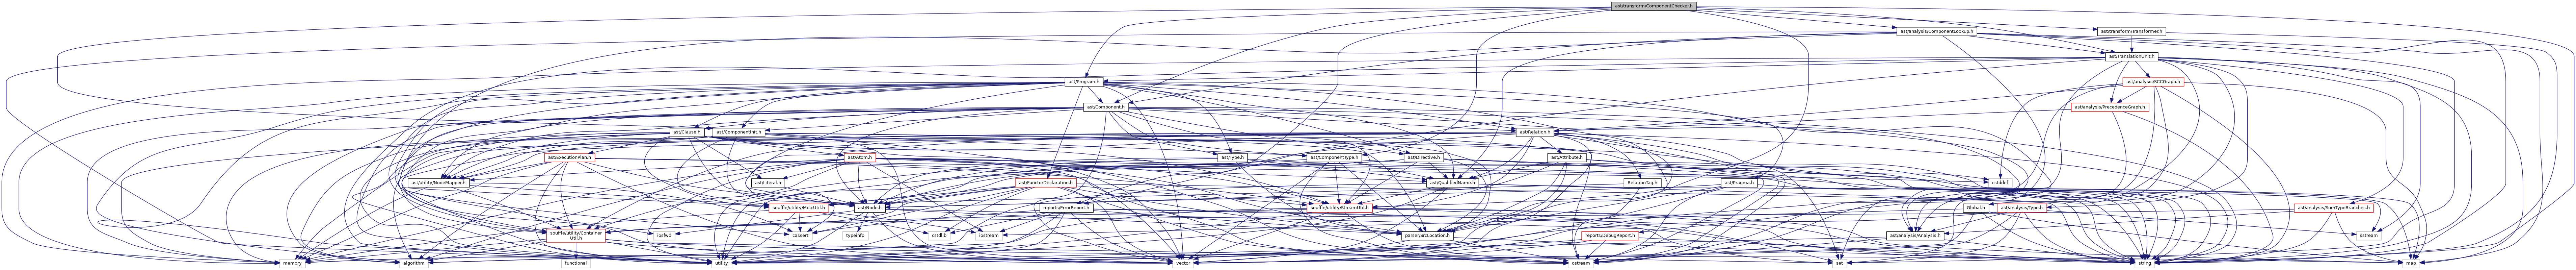 ast/transform/ComponentChecker.h
ast/analysis/ComponentLookup.h
ast/transform/Transformer.h
ast/TranslationUnit.h
ast/Program.h
ast/analysis/SCCGraph.h
ast/Component.h
ast/analysis/PrecedenceGraph.h
ast/Clause.h
ast/ComponentInit.h
ast/Relation.h
ast/ExecutionPlan.h
ast/Atom.h
ast/Type.h
ast/ComponentType.h
ast/Directive.h
ast/Attribute.h
ast/utility/NodeMapper.h
ast/Literal.h
ast/FunctorDeclaration.h
ast/QualifiedName.h
RelationTag.h
ast/Pragma.h
cstddef
souffle/utility/MiscUtil.h
ast/Node.h
reports/ErrorReport.h
souffle/utility/StreamUtil.h
Global.h
ast/analysis/Type.h
ast/analysis/SumTypeBranches.h
souffle/utility/Container
Util.h
iosfwd
cassert
typeinfo
cstdlib
iostream
parser/SrcLocation.h
reports/DebugReport.h
ast/analysis/Analysis.h
sstream
memory
algorithm
functional
utility
vector
sstream
set
string
map